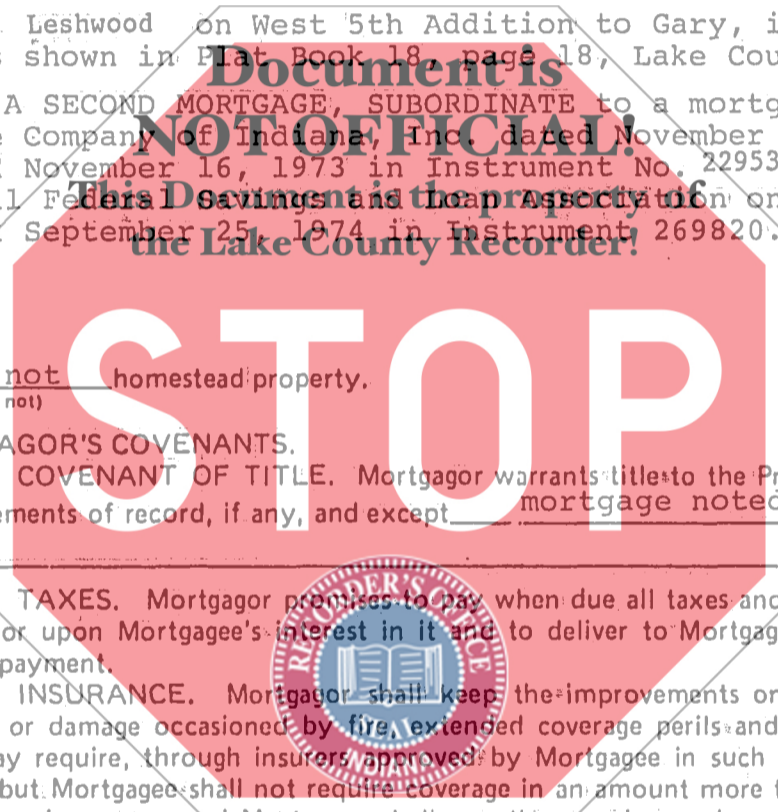 Leshwood on West 5th Addition to Gary, i
s shown in Plat Book 18, page 18, Lake Cou
Document is
A SECOND MORTGAGE, SUBORDINATE to a mortg
e Company of Indiana, Inc. dated November
NOT OFFICIAL!
November 16, 1973 in Instrument No. 22953
This Document is the property of
l Federal Savings and Loan Association on
September 25, 1974 in Instrument 269820.
the Lake County Recorder!
STOP
not homestead property.
not)
AGOR'S COVENANTS.
COVENANT OF TITLE. Mortgagor warrants title to the Pr
ements of record, if any, and except mortgage noted
TAXES. Mortgagor promises to pay when due all taxes and
or upon Mortgagee's interest in it and to deliver to Mortgag
payment.
INSURANCE. Mortgagor shall keep the improvements or
or damage occasioned by fire, extended coverage perils and
ay require, through insurers approved by Mortgagee in such
but Mortgagee shall not require coverage in an amount more
RECORDER'S OFFICE
SEAL
INDIANA